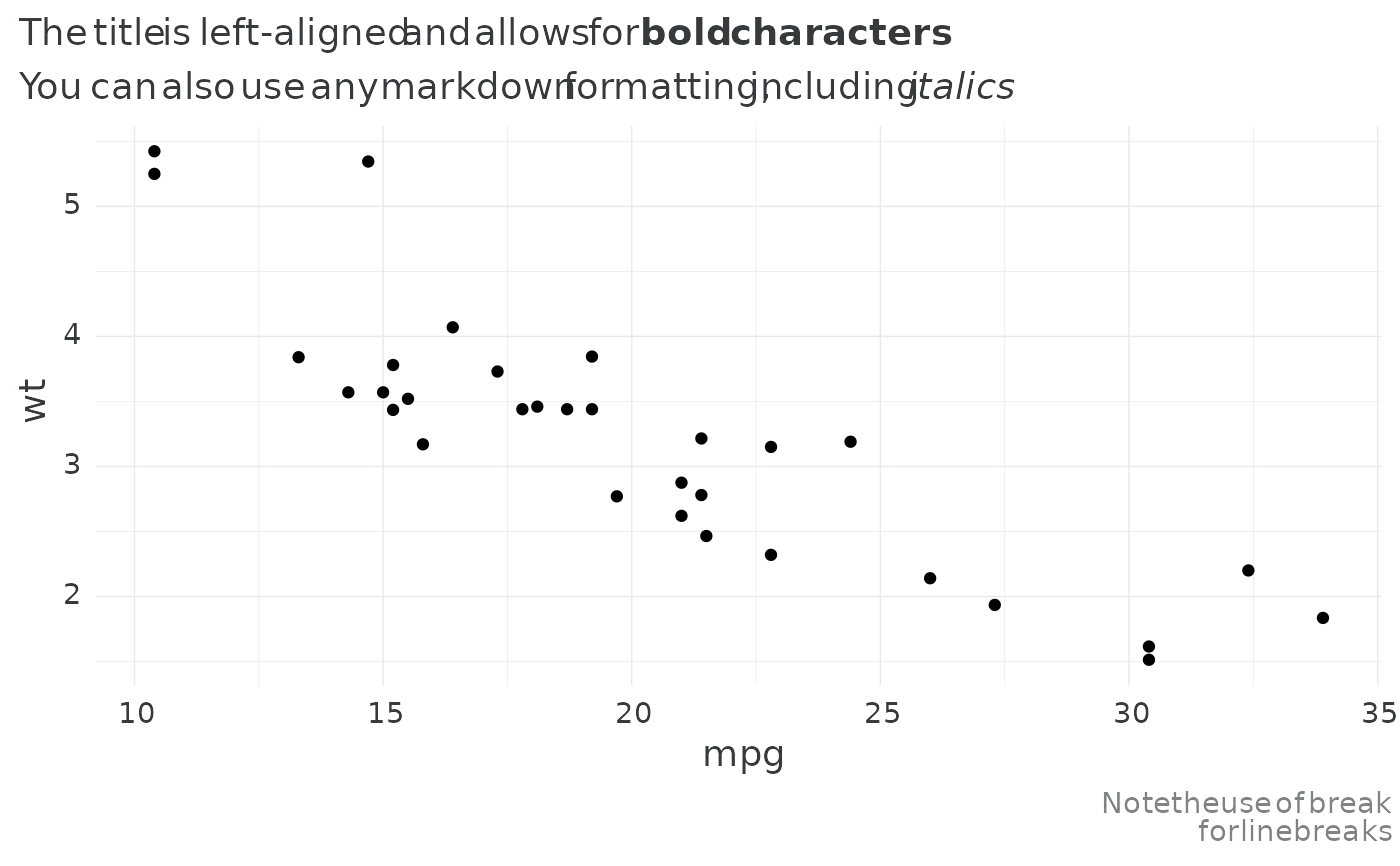 The title is left-aligned and allows for bold characters
You can also use any markdown formatting, including italics
5
4
3
2
wt
10 15 20 25 30 35
mpg
Note the use of break
for line breaks